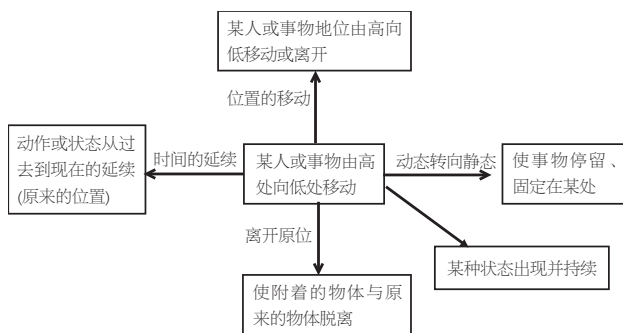 某人或事物地位由高向
低移动或离开
位置的移动
动作或状态从过
去到现在的延续
(原来的位置)
时间的延续
某人或事物由高
处向低处移动
动态转向静态
使事物停留、
固定在某处
离开原位
某种状态出现并持续
使附着的物体与原
来的物体脱离